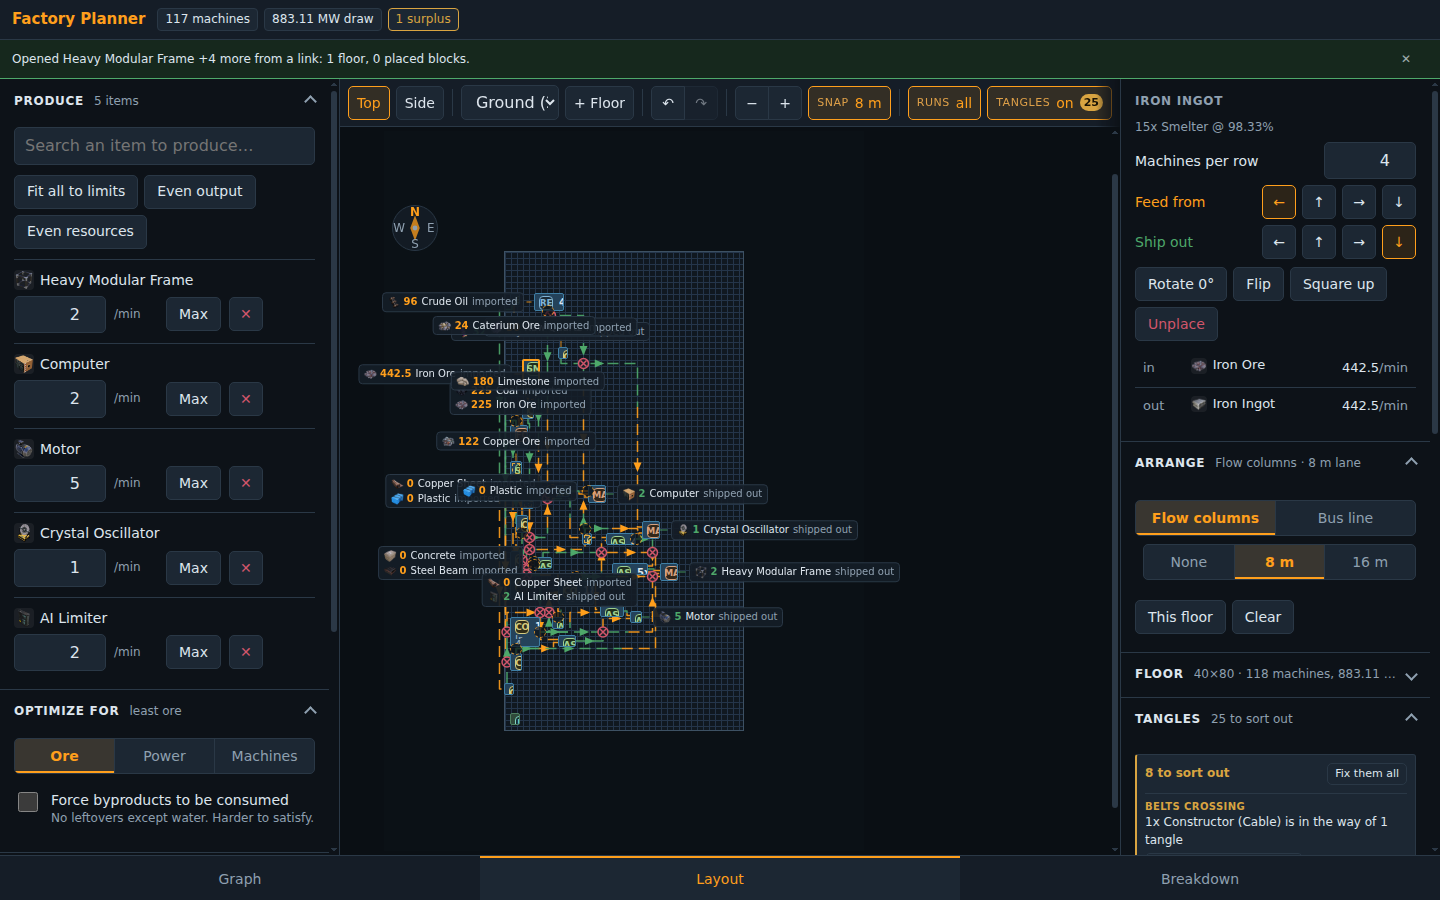 Factory Planner
117 machines
883.11 MW draw
1 surplus
Opened Heavy Modular Frame +4 more from a link: 1 floor, 0 placed blocks.
×
PRODUCE 5 items
Search an item to produce...
Fit all to limits
Even output
Even resources
Heavy Modular Frame
2 /min Max ×
Computer
2 /min Max ×
Motor
5 /min Max ×
Crystal Oscillator
1 /min Max ×
AI Limiter
2 /min Max ×
OPTIMIZE FOR least ore
Ore Power Machines
Force byproducts to be consumed
No leftovers except water. Harder to satisfy.
Top Side
+ Floor
↶ ↷
− +
SNAP 8 m
RUNS all
TANGLES on 25
N
W E
S
96 Crude Oil imported
24 Caterium Ore imported
442.5 Iron Ore
180 Limestone imported
225 Iron Ore imported
122 Copper Ore imported
0 Plastic imported
2 Computer shipped out
1 Crystal Oscillator shipped out
0 Concrete imported
0 Steel Beam imported
2 Heavy Modular Frame shipped out
0 Copper Sheet imported
2 AI Limiter shipped out
5 Motor shipped out
IRON INGOT
15x Smelter @ 98.33%
Machines per row 4
Feed from ← ↑ → ↓
Ship out ← ↑ → ↓
Rotate 0° Flip Square up
Unplace
in Iron Ore 442.5/min
out Iron Ingot 442.5/min
ARRANGE Flow columns · 8 m lane
Flow columns Bus line
None 8 m 16 m
This floor Clear
FLOOR 40×80 · 118 machines, 883.11 ...
TANGLES 25 to sort out
8 to sort out Fix them all
BELTS CROSSING
1x Constructor (Cable) is in the way of 1
tangle
Graph Layout Breakdown